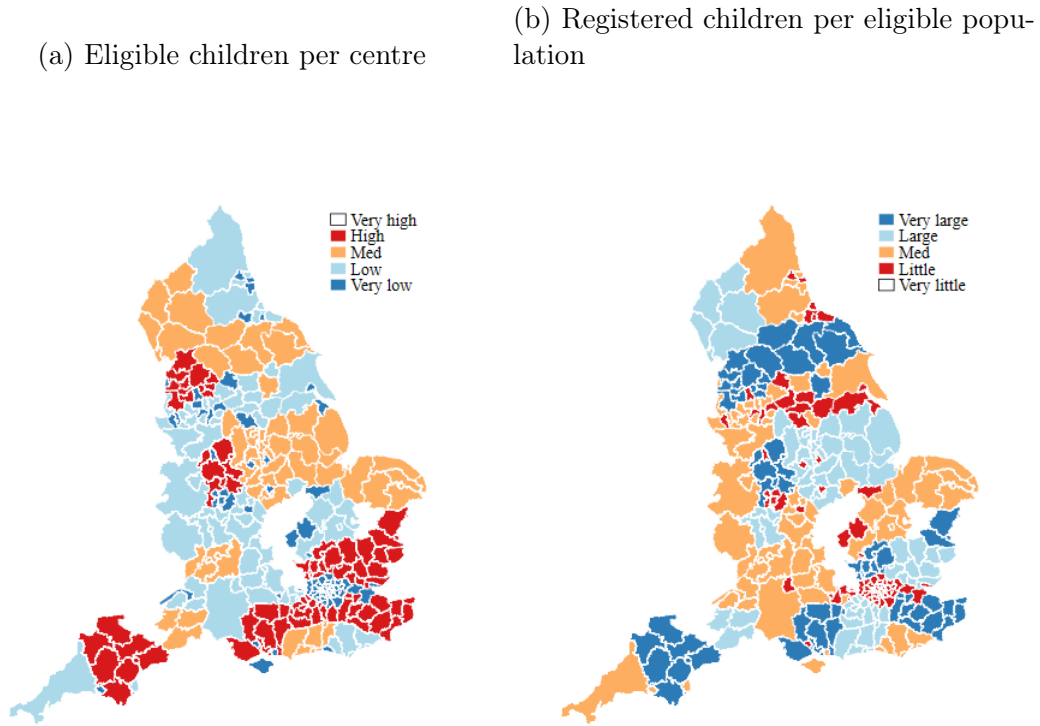 (a) Eligible children per centre
(b) Registered children per eligible popu-
lation
Very high
High
Med
Low
Very low
Very large
Large
Med
Little
Very little